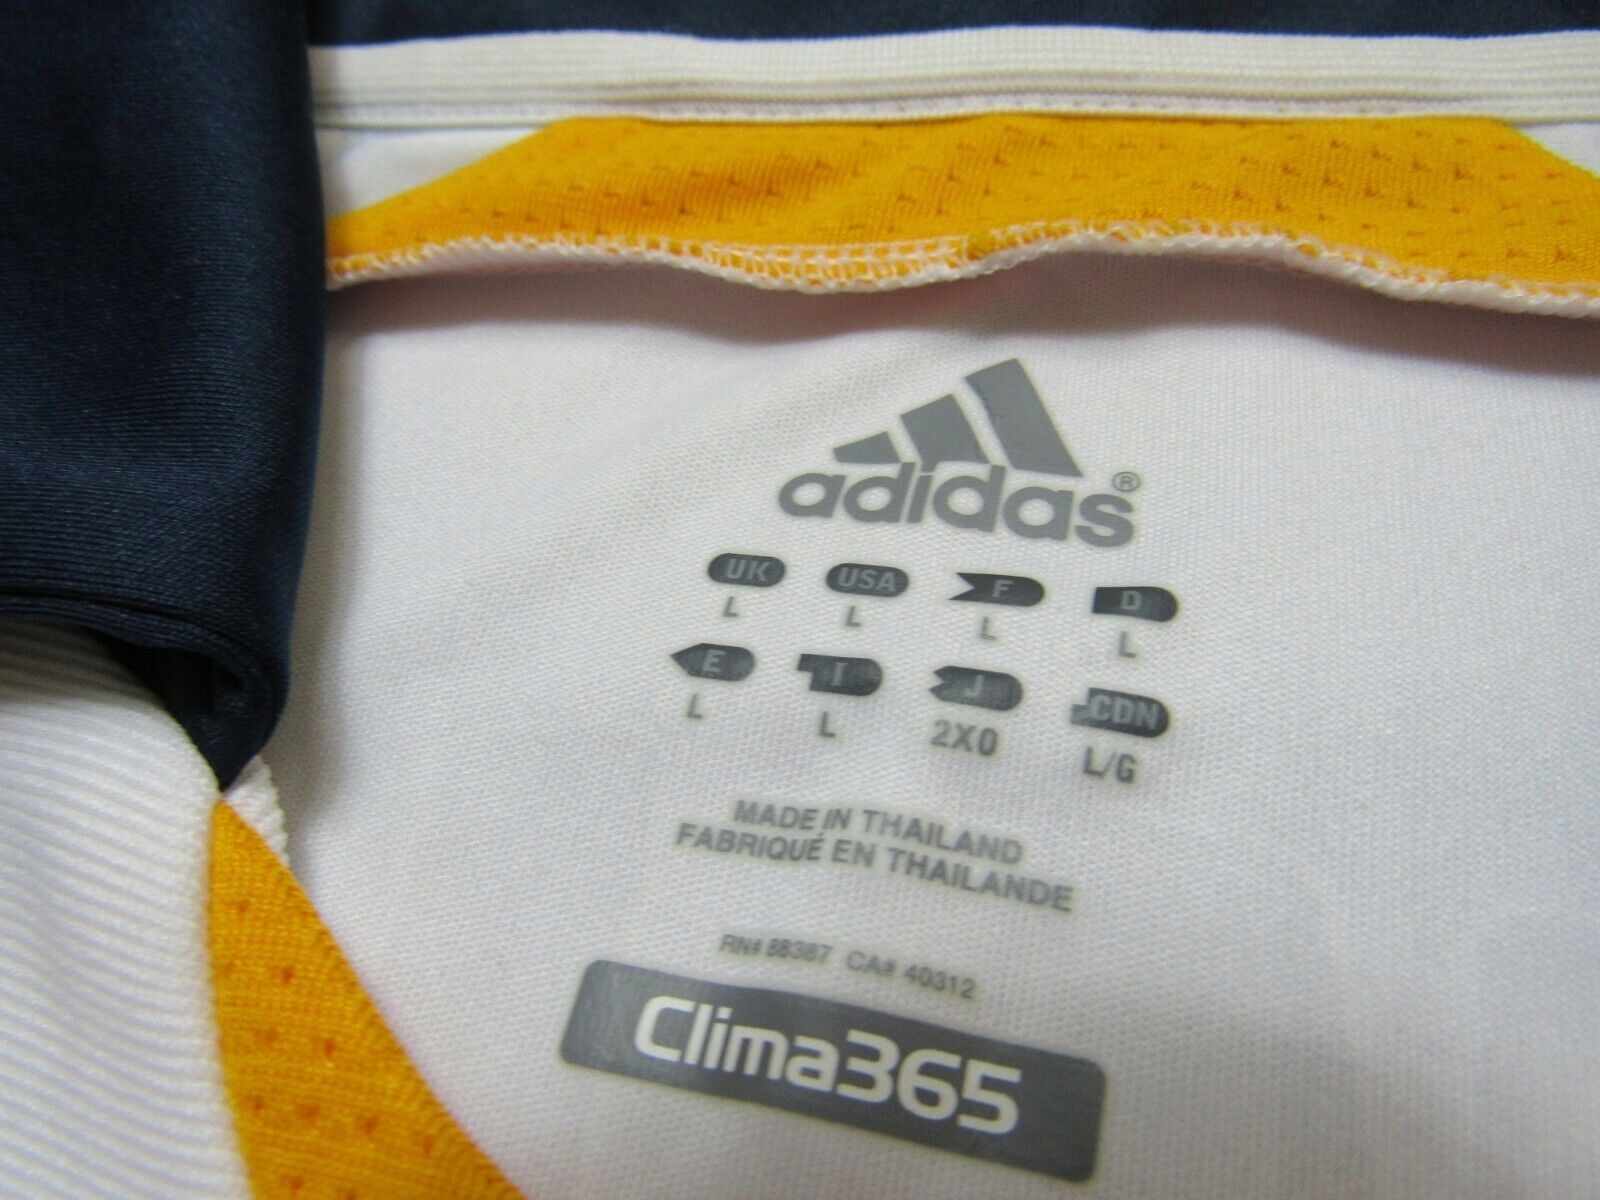 adidas®
UK USA F D
L L L L
E I J CDN
L L 2XO L/G
MADE IN THAILAND
FABRIQUÉ EN THAILANDE
RN# 88387 CA# 40312
Clima365